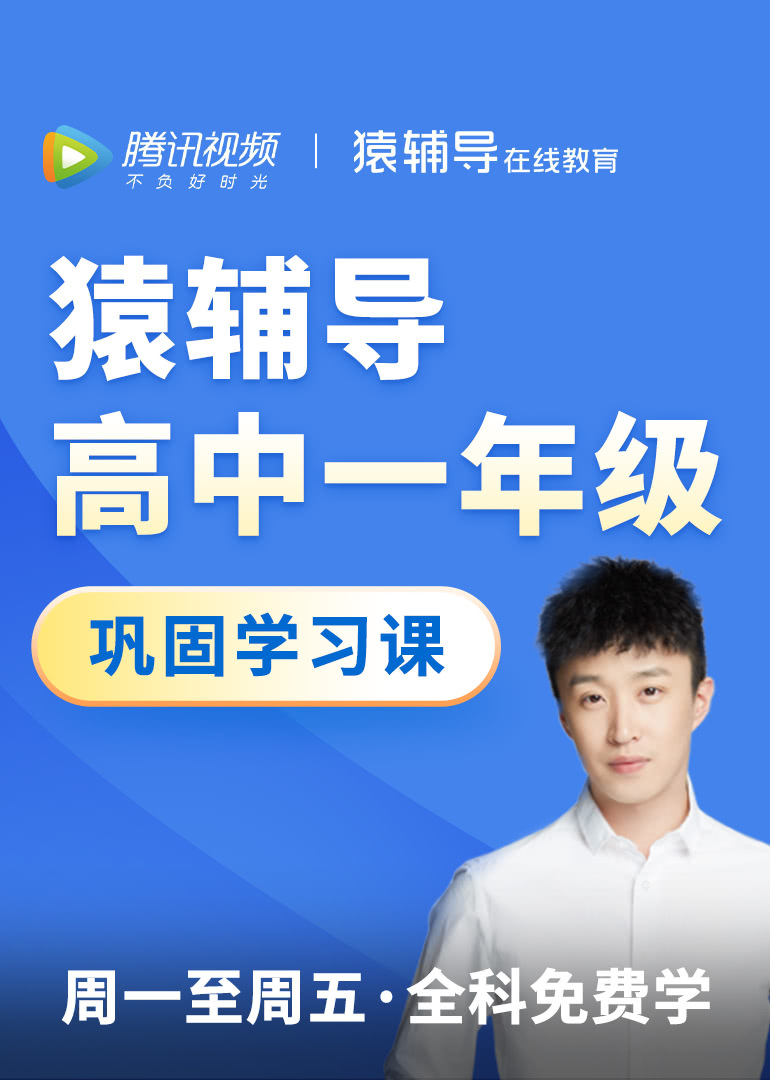 腾讯视频
不负好时光
猿辅导在线教育
猿辅导
高中一年级
巩固学习课
周一至周五·全科免费学